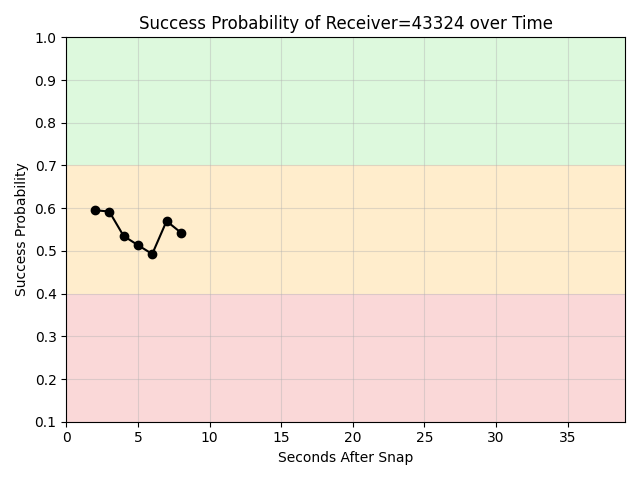 Success Probability of Receiver=43324 over Time
1.0
0.9
0.8
0.7
0.6
0.5
0.4
0.3
0.2
0.1
Success Probability
0 5 10 15 20 25 30 35
Seconds After Snap